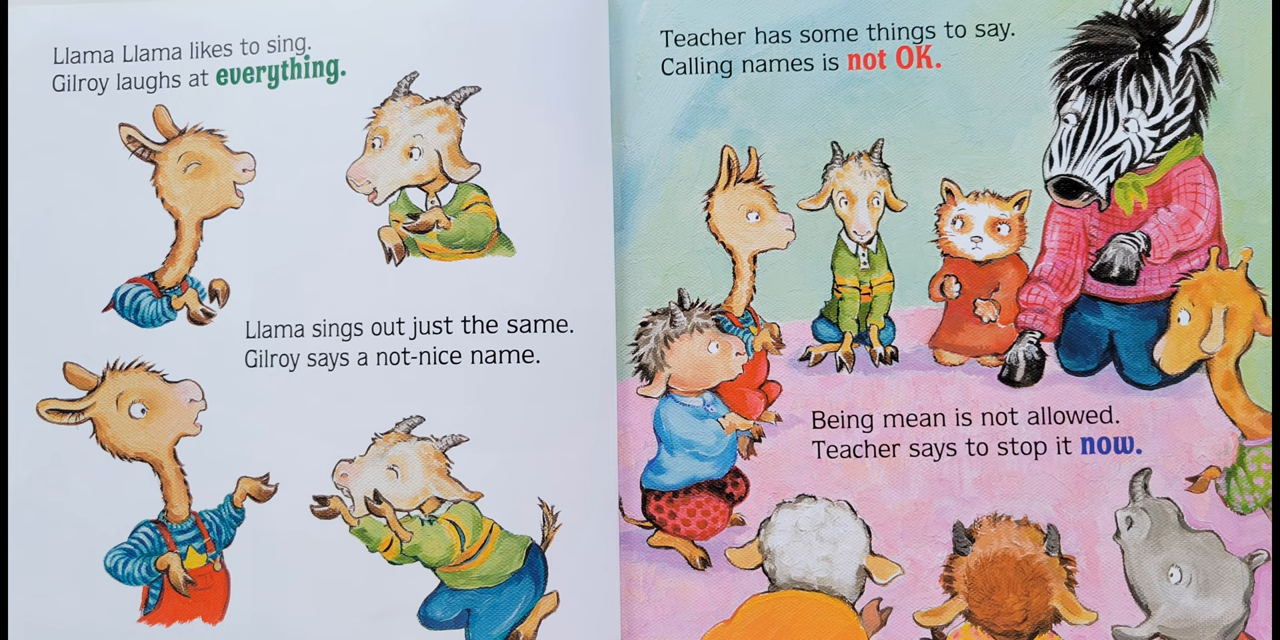 Llama Llama likes to sing.
Gilroy laughs at everything.
Llama sings out just the same.
Gilroy says a not-nice name.
Teacher has some things to say.
Calling names is not OK.
Being mean is not allowed.
Teacher says to stop it now.